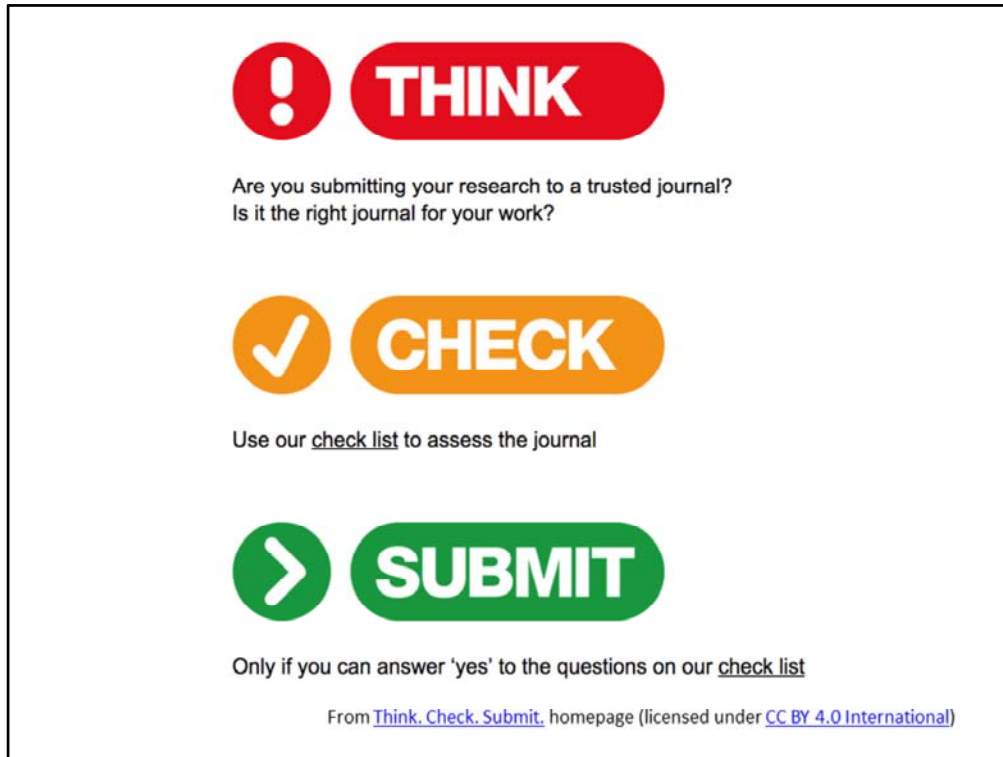 THINK
Are you submitting your research to a trusted journal?
Is it the right journal for your work?
CHECK
Use our check list to assess the journal
SUBMIT
Only if you can answer ‘yes’ to the questions on our check list
From Think. Check. Submit. homepage (licensed under CC BY 4.0 International)